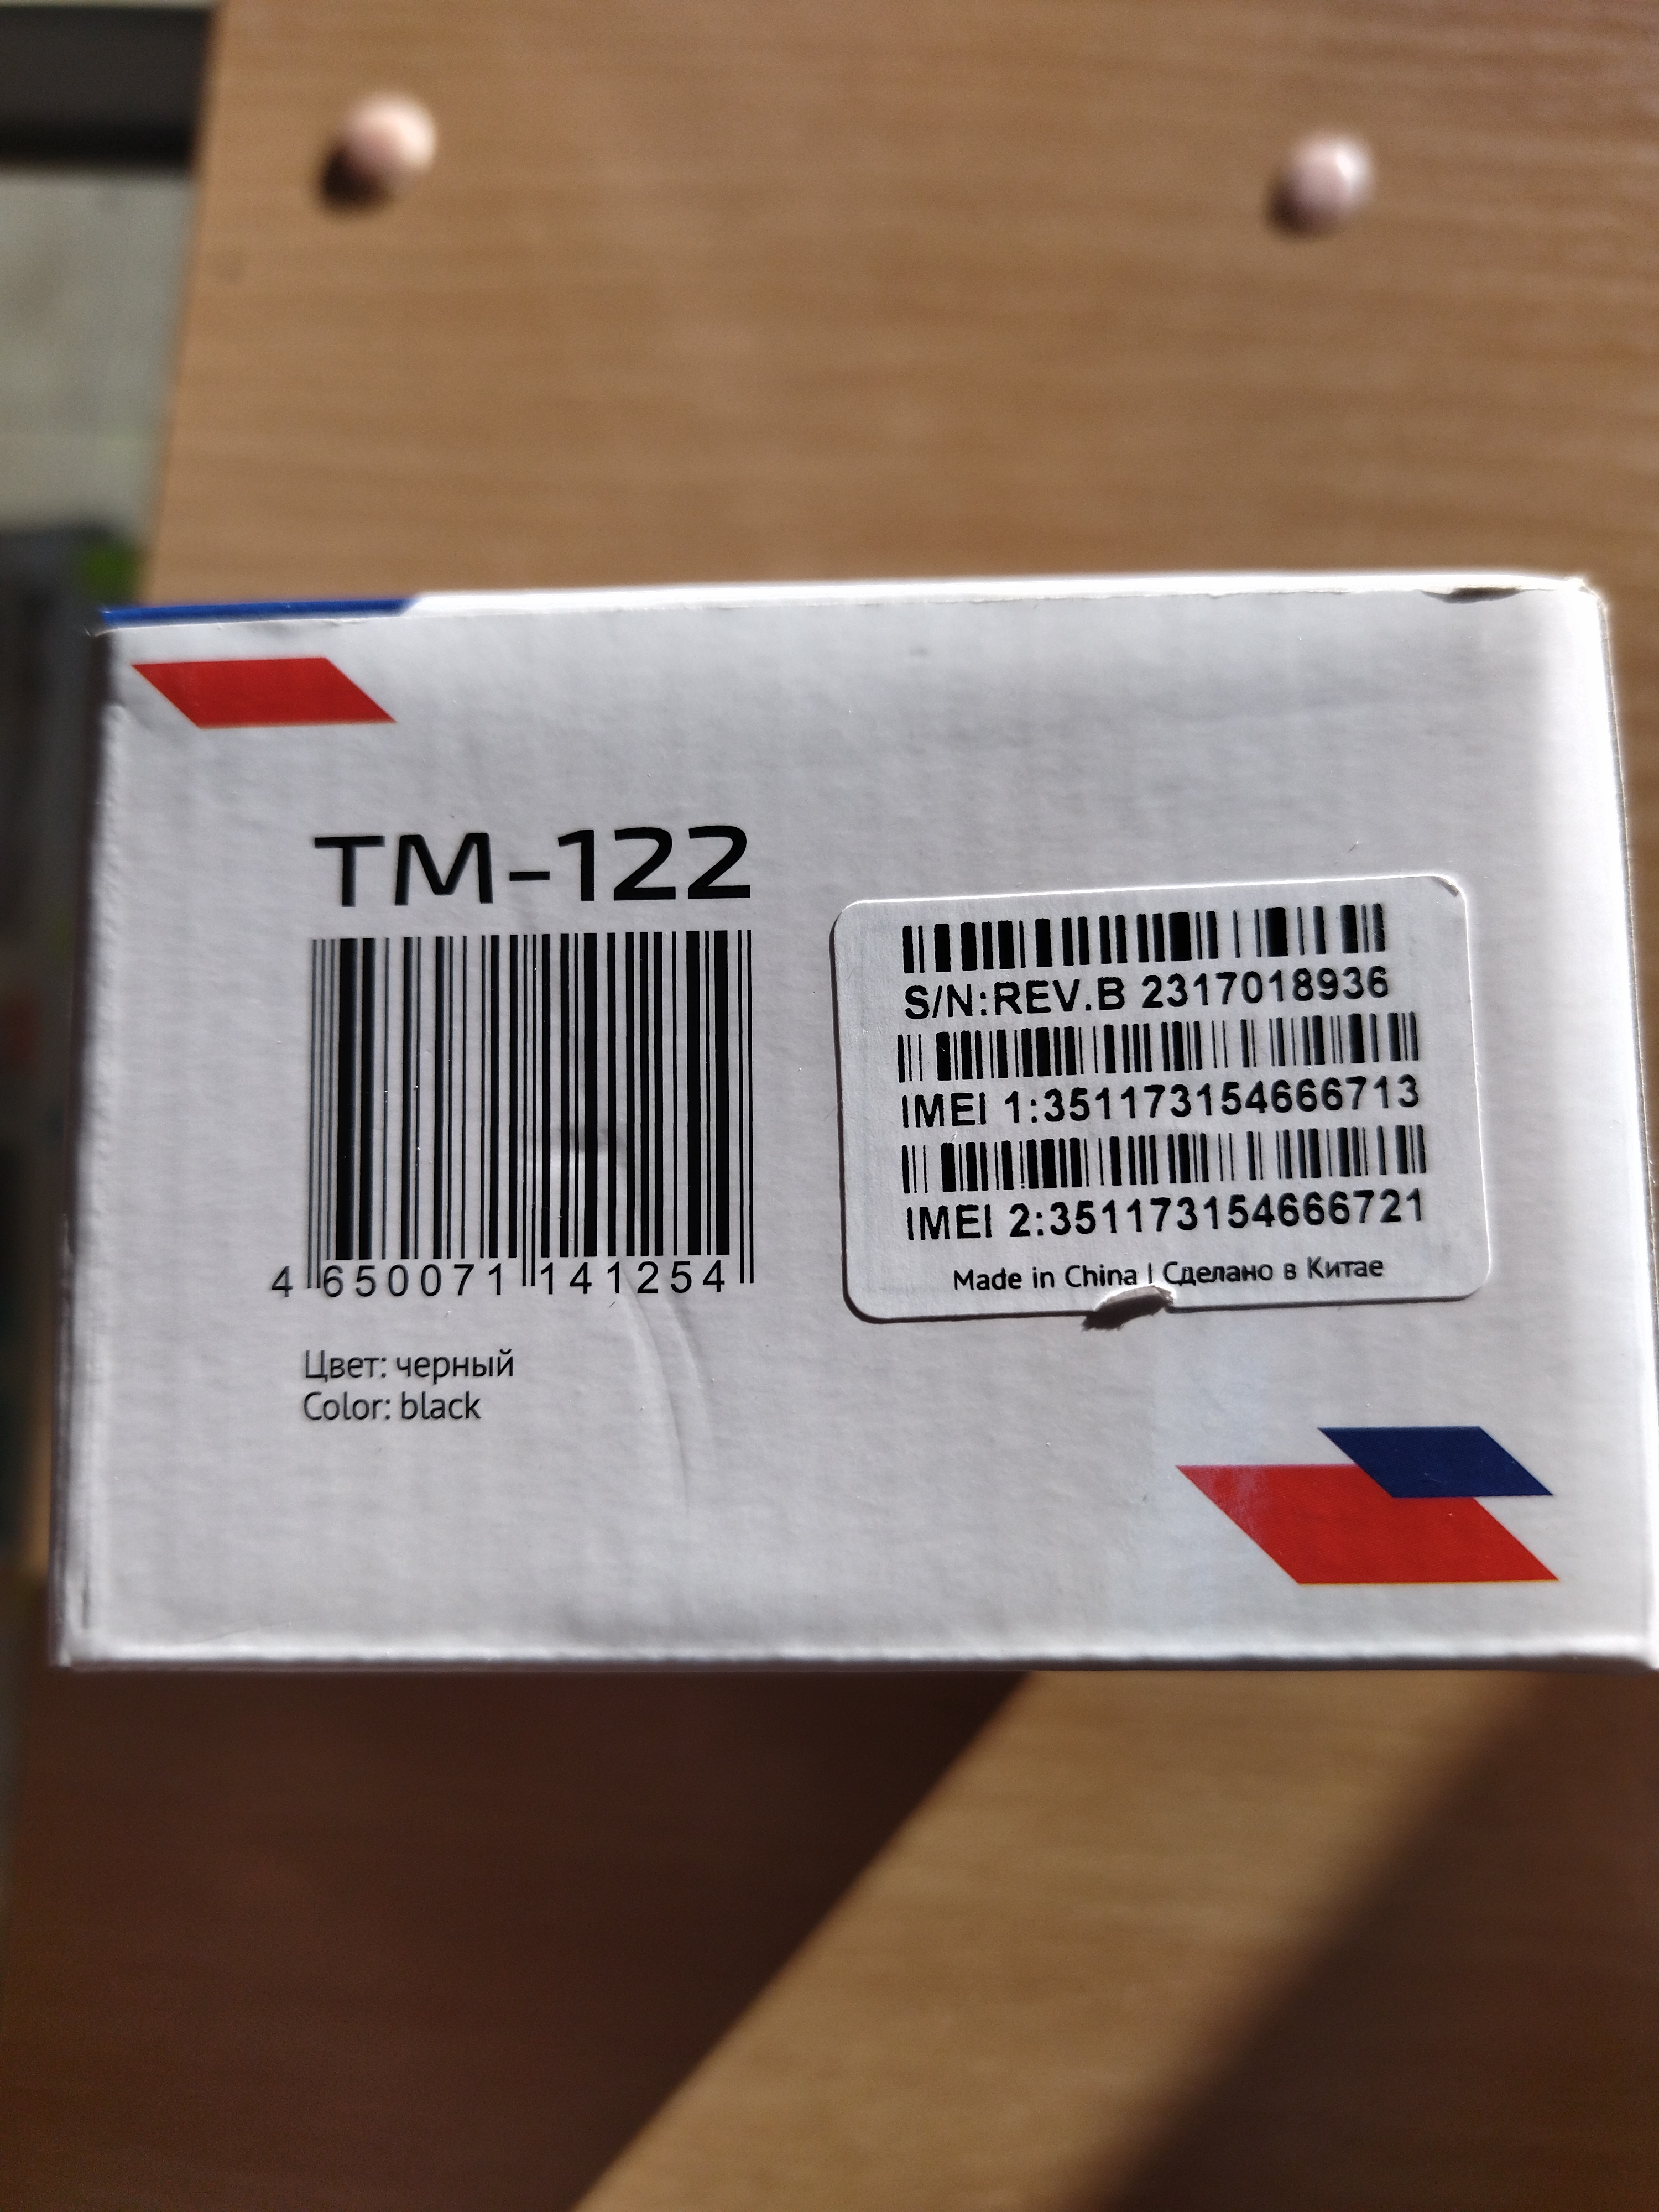 TM-122
4 650071 141254
Цвет: черный
Color: black
S/N:REV.B 2317018936
IMEI 1:351173154666713
IMEI 2:351173154666721
Made in China | Сделано в Китае